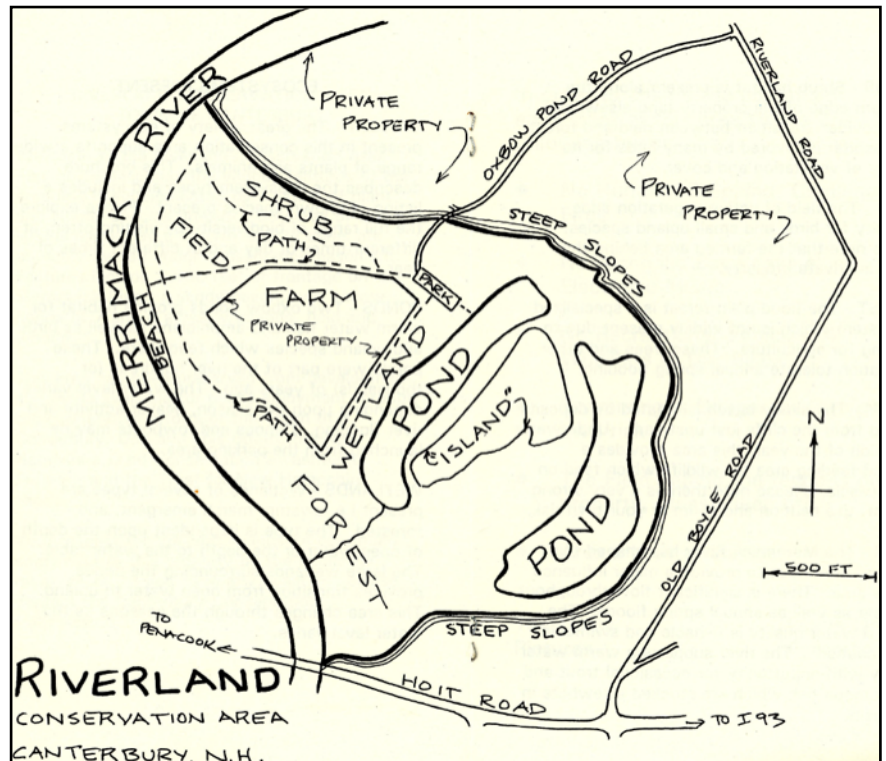 MERRIMACK RIVER
PRIVATE
PROPERTY
OXBOW POND ROAD
RIVERLAND ROAD
PRIVATE
PROPERTY
SHRUB
PATH
FIELD
STEEP SLOPES
BEACH
PARK
FARM
PRIVATE
PROPERTY
WETLAND
POND
"ISLAND"
PATH
FOREST
POND
N
OLD BOYCE ROAD
500 FT
STEEP SLOPES
TO
PENACOOK
HOIT ROAD
TO I 93
RIVERLAND
CONSERVATION AREA
CANTERBURY, N.H.